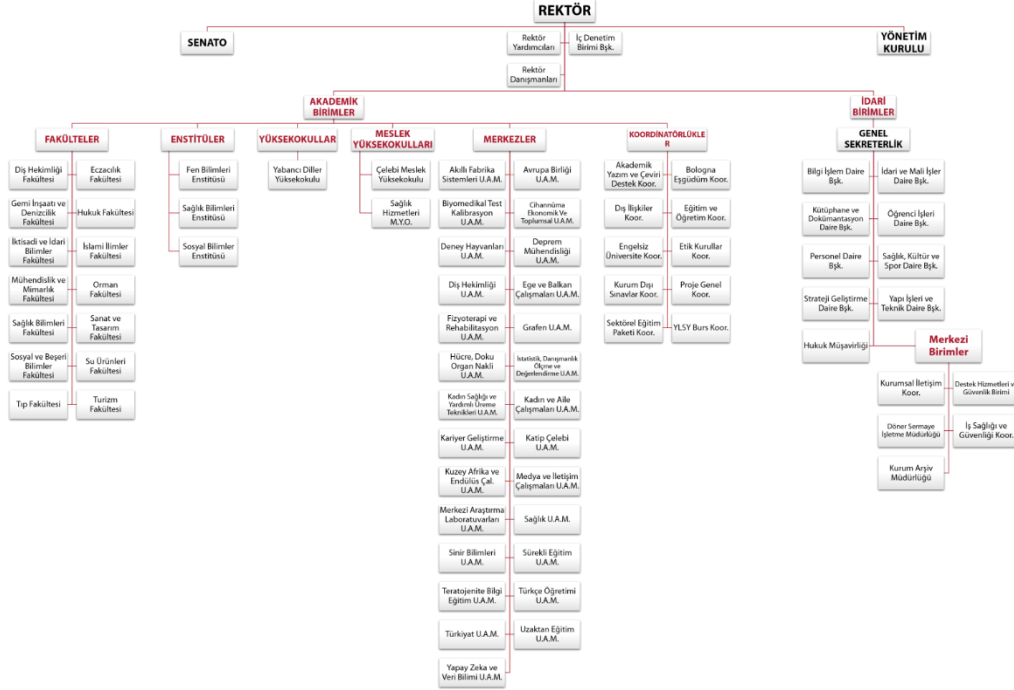 REKTÖR
SENATO
Rektör
Yardımcıları
İç Denetim
Birimi Bşk.
YÖNETİM
KURULU
Rektör
Danışmanları
AKADEMİK
BİRİMLER
İDARİ
BİRİMLER
FAKÜLTELER
ENSTİTÜLER
YÜKSEKOKULLAR
MESLEK
YÜKSEKOKULLARI
MERKEZLER
KOORDİNATÖRLÜKLE
R
GENEL
SEKRETERLİK
Diş Hekimliği
Fakültesi
Eczacılık
Fakültesi
Gemi İnşaatı ve
Denizcilik
Fakültesi
Hukuk Fakültesi
İktisadi ve İdari
Bilimler
Fakültesi
İslami İlimler
Fakültesi
Mühendislik ve
Mimarlık
Fakültesi
Orman
Fakültesi
Sağlık Bilimleri
Fakültesi
Sanat ve
Tasarım
Fakültesi
Sosyal ve Beşeri
Bilimler
Fakültesi
Su Ürünleri
Fakültesi
Tıp Fakültesi
Turizm
Fakültesi
Fen Bilimleri
Enstitüsü
Sağlık Bilimleri
Enstitüsü
Sosyal Bilimler
Enstitüsü
Yabancı Diller
Yüksekokulu
Çelebi Meslek
Yüksekokulu
Sağlık
Hizmetleri
M.Y.O.
Akıllı Fabrika
Sistemleri U.A.M.
Avrupa Birliği
U.A.M.
Biyomedikal Test
Kalibrasyon
U.A.M.
Cihannüma
Ekonomik Ve
Toplumsal U.A.M.
Deney Hayvanları
U.A.M.
Deprem
Mühendisliği
U.A.M.
Diş Hekimliği
U.A.M.
Ege ve Balkan
Çalışmaları U.A.M.
Fizyoterapi ve
Rehabilitasyon
U.A.M.
Grafen U.A.M.
Hücre, Doku
Organ Nakli
U.A.M.
İstatistik, Danışmanlık
Ölçme ve
Değerlendirme U.A.M.
Kadın Sağlığı ve
Yardımlı Üreme
Teknikleri U.A.M.
Kadın ve Aile
Çalışmaları U.A.M.
Kariyer Geliştirme
U.A.M.
Katip Çelebi
U.A.M.
Kuzey Afrika ve
Endülüs Çal.
U.A.M.
Medya ve İletişim
Çalışmaları U.A.M.
Merkezi Araştırma
Laboratuvarları
U.A.M.
Sağlık U.A.M.
Sinir Bilimleri
U.A.M.
Sürekli Eğitim
U.A.M.
Teratojenite Bilgi
Eğitim U.A.M.
Türkçe Öğretimi
U.A.M.
Türkiyat U.A.M.
Uzaktan Eğitim
U.A.M.
Yapay Zeka ve
Veri Bilimi U.A.M.
Akademik
Yazım ve Çeviri
Destek Koor.
Bologna
Eşgüdüm Koor.
Dış İlişkiler
Koor.
Eğitim ve
Öğretim Koor.
Engelsiz
Üniversite Koor.
Etik Kurullar
Koor.
Kurum Dışı
Sınavlar Koor.
Proje Genel
Koor.
Sektörel Eğitim
Paketi Koor.
YLSY Burs Koor.
Bilgi İşlem Daire
Bşk.
İdari ve Mali İşler
Daire Bşk.
Kütüphane ve
Dokümantasyon
Daire Bşk.
Öğrenci İşleri
Daire Bşk.
Personel Daire
Bşk.
Sağlık, Kültür ve
Spor Daire Bşk.
Strateji Geliştirme
Daire Bşk.
Yapı İşleri ve
Teknik Daire Bşk.
Hukuk Müşavirliği
Merkezi
Birimler
Kurumsal İletişim
Koor.
Destek Hizmetleri v
Güvenlik Birimi
Döner Sermaye
İşletme Müdürlüğü
İş Sağlığı ve
Güvenliği Koor.
Kurum Arşiv
Müdürlüğü